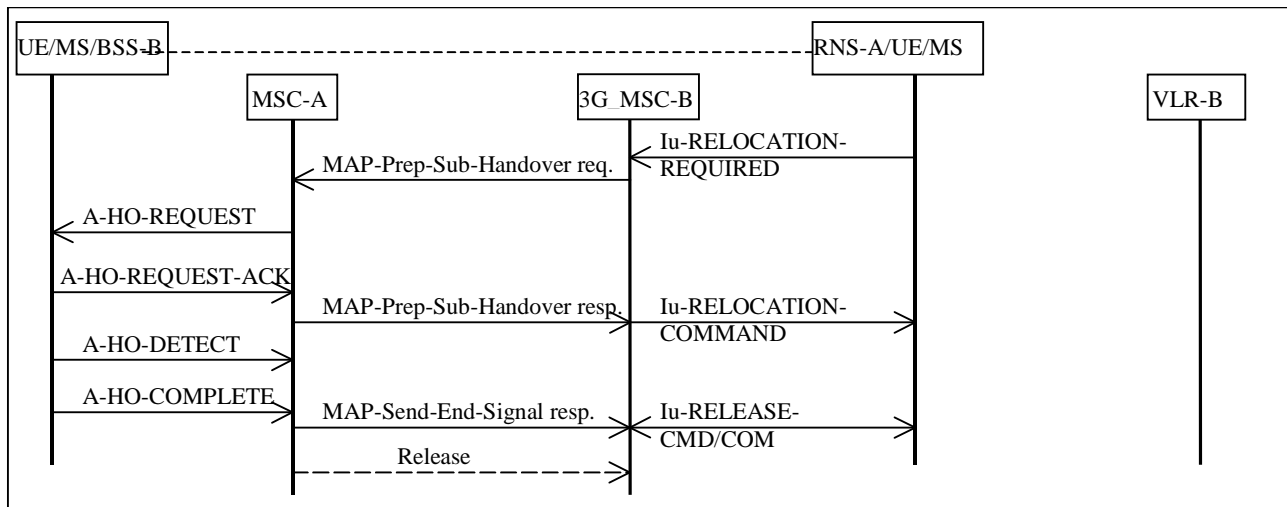 UE/MS/BSS-B
RNS-A/UE/MS
MSC-A
3G_MSC-B
VLR-B
Iu-RELOCATION-
REQUIRED
MAP-Prep-Sub-Handover req.
A-HO-REQUEST
A-HO-REQUEST-ACK
MAP-Prep-Sub-Handover resp.
Iu-RELOCATION-
COMMAND
A-HO-DETECT
A-HO-COMPLETE
MAP-Send-End-Signal resp.
Iu-RELEASE-
CMD/COM
Release